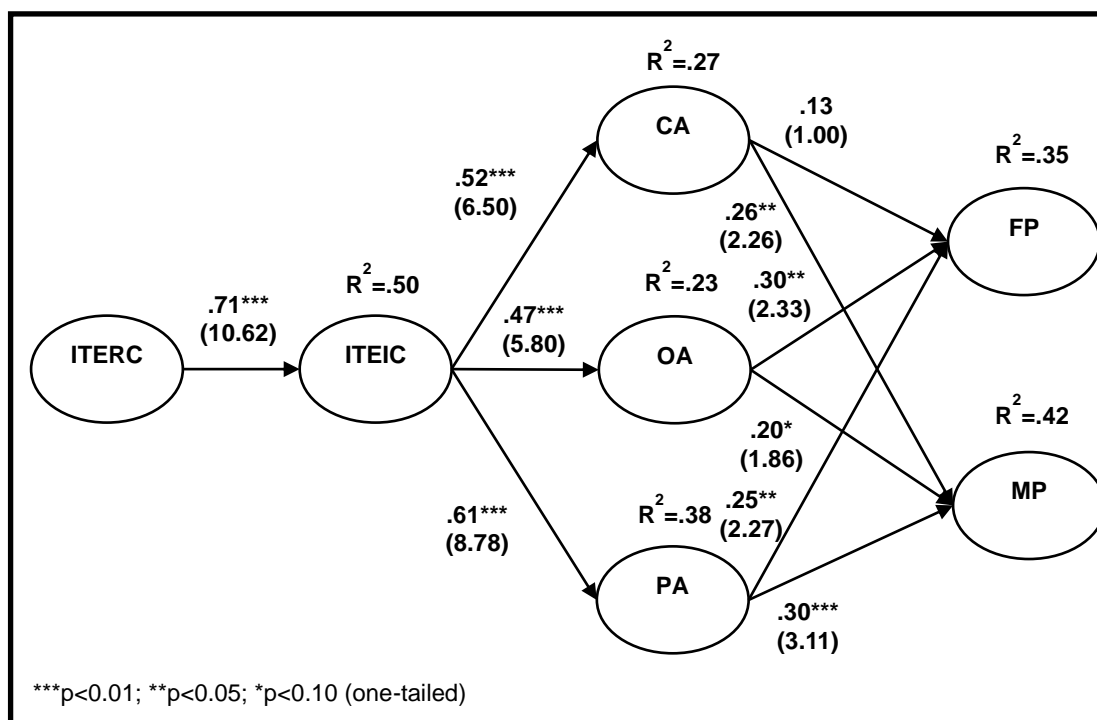 R²=.27
CA
.13
(1.00)
R²=.35
FP
.52***
(6.50)
.26**
(2.26)
R²=.50
R²=.23
.30**
(2.33)
.71***
(10.62)
.47***
(5.80)
ITERC
ITEIC
OA
R²=.42
.20*
(1.86)
MP
.61***
(8.78)
R²=.38
.25**
(2.27)
PA
.30***
(3.11)
***p<0.01; **p<0.05; *p<0.10 (one-tailed)